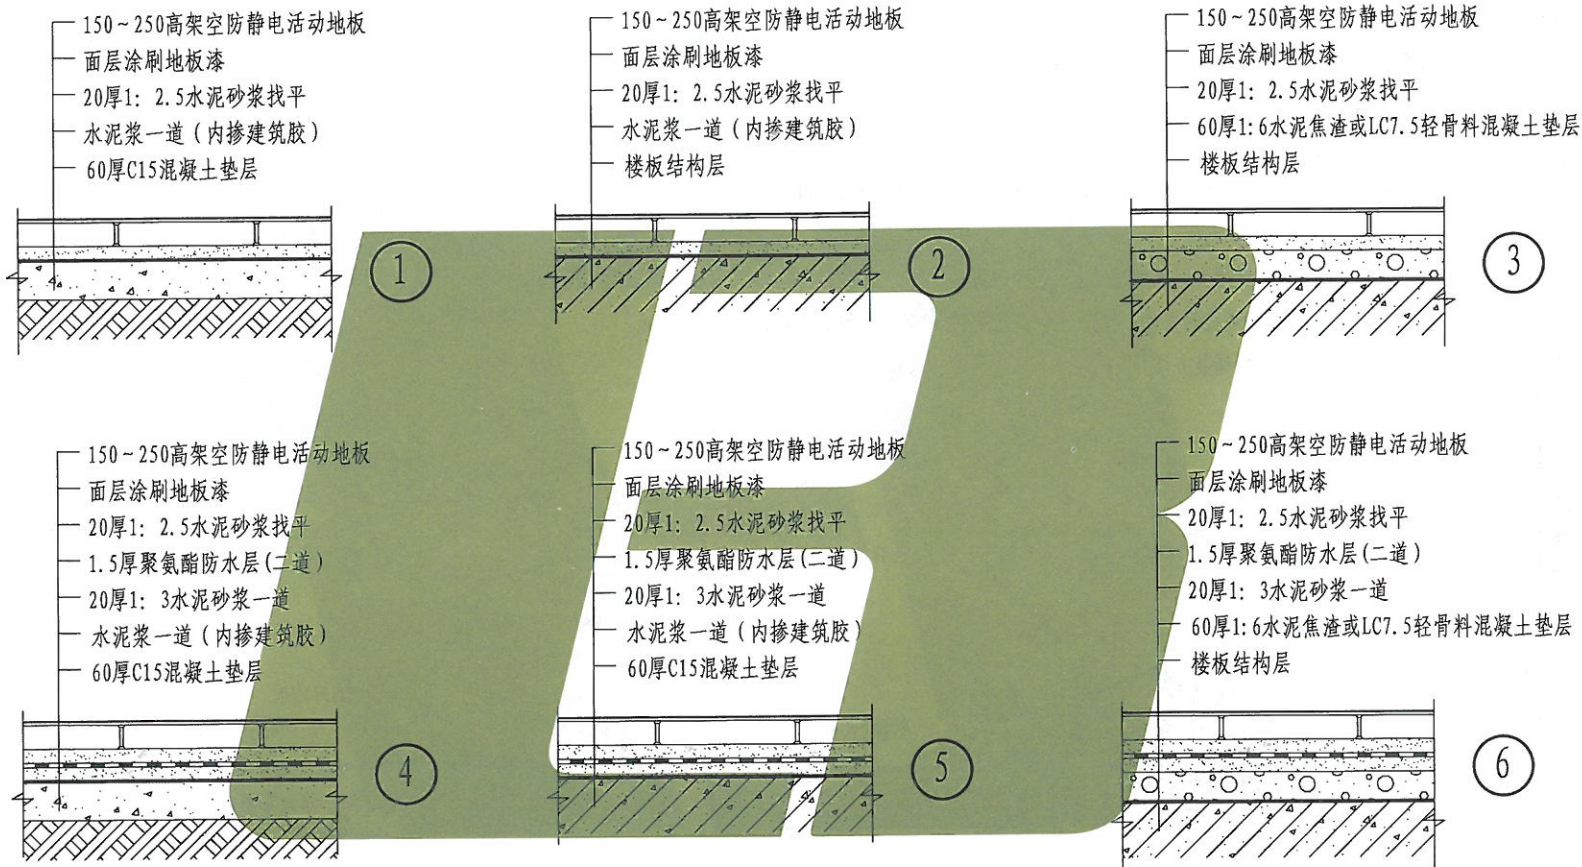 150~250高架空防静电活动地板
面层涂刷地板漆
20厚1: 2.5水泥砂浆找平
水泥浆一道（内掺建筑胶）
60厚C15混凝土垫层
1
150~250高架空防静电活动地板
面层涂刷地板漆
20厚1: 2.5水泥砂浆找平
水泥浆一道（内掺建筑胶）
楼板结构层
2
150~250高架空防静电活动地板
面层涂刷地板漆
20厚1: 2.5水泥砂浆找平
60厚1:6水泥焦渣或LC7.5轻骨料混凝土垫层
楼板结构层
3
150~250高架空防静电活动地板
面层涂刷地板漆
20厚1: 2.5水泥砂浆找平
1.5厚聚氨酯防水层(二道)
20厚1: 3水泥砂浆一道
水泥浆一道（内掺建筑胶）
60厚C15混凝土垫层
4
150~250高架空防静电活动地板
面层涂刷地板漆
20厚1: 2.5水泥砂浆找平
1.5厚聚氨酯防水层(二道)
20厚1: 3水泥砂浆一道
水泥浆一道（内掺建筑胶）
60厚C15混凝土垫层
5
150~250高架空防静电活动地板
面层涂刷地板漆
20厚1: 2.5水泥砂浆找平
1.5厚聚氨酯防水层(二道)
20厚1: 3水泥砂浆一道
60厚1:6水泥焦渣或LC7.5轻骨料混凝土垫层
楼板结构层
6